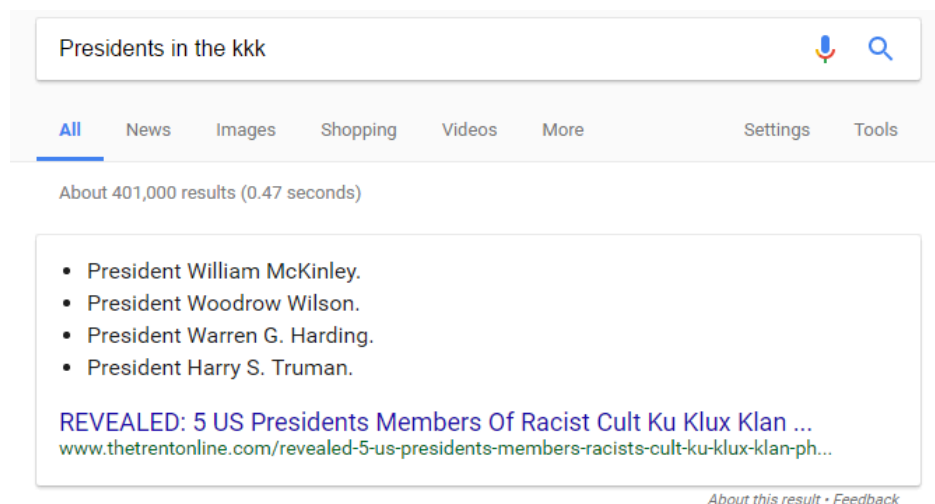 Presidents in the kkk
All News Images Shopping Videos More Settings Tools
About 401,000 results (0.47 seconds)
• President William McKinley.
• President Woodrow Wilson.
• President Warren G. Harding.
• President Harry S. Truman.
REVEALED: 5 US Presidents Members Of Racist Cult Ku Klux Klan ...
www.thetrentonline.com/revealed-5-us-presidents-members-racists-cult-ku-klux-klan-ph...
About this result • Feedback